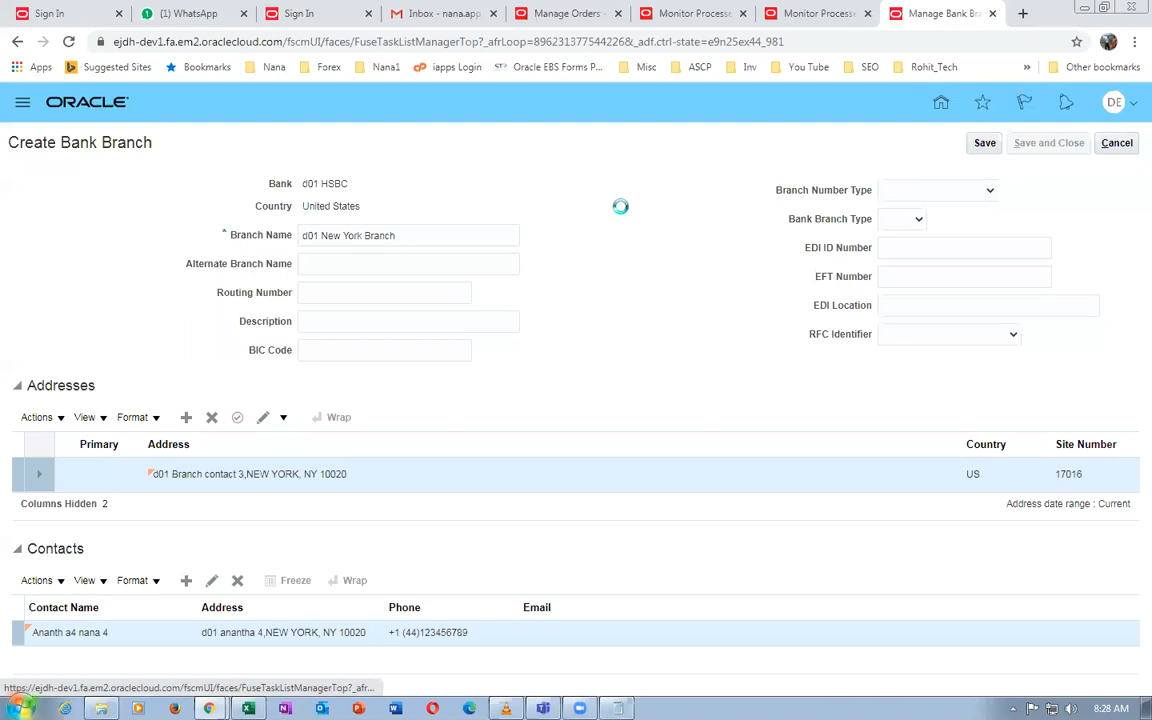 Sign In
(1) WhatsApp
Sign In
Inbox - nana.app
Manage Orders
Monitor Processe
Monitor Processe
Manage Bank Br
ejdh-dev1.fa.em2.oraclecloud.com/fscmUI/faces/FuseTaskListManagerTop?_afrLoop=8962313775442268&_adf.ctrl-state=e9n25ex44_981
Apps
Suggested Sites
Bookmarks
Nana
Forex
Nana1
iapps Login
Oracle EBS Forms P...
Misc
ASCP
Inv
You Tube
SEO
Rohit_Tech
»
Other bookmarks
ORACLE
DE
Create Bank Branch
Save
Save and Close
Cancel
Bank d01 HSBC
Country United States
* Branch Name d01 New York Branch
Alternate Branch Name
Routing Number
Description
BIC Code
Branch Number Type
Bank Branch Type
EDI ID Number
EFT Number
EDI Location
RFC Identifier
Addresses
Actions View Format Wrap
Primary Address Country Site Number
d01 Branch contact 3,NEW YORK, NY 10020 US 17016
Columns Hidden 2 Address date range : Current
Contacts
Actions View Format Freeze Wrap
Contact Name Address Phone Email
Ananth a4 nana 4 d01 anantha 4,NEW YORK, NY 10020 +1 (44)123456789
https://ejdh-dev1.fa.em2.oraclecloud.com/fscmUI/faces/FuseTaskListManagerTop?_afr...
8:28 AM